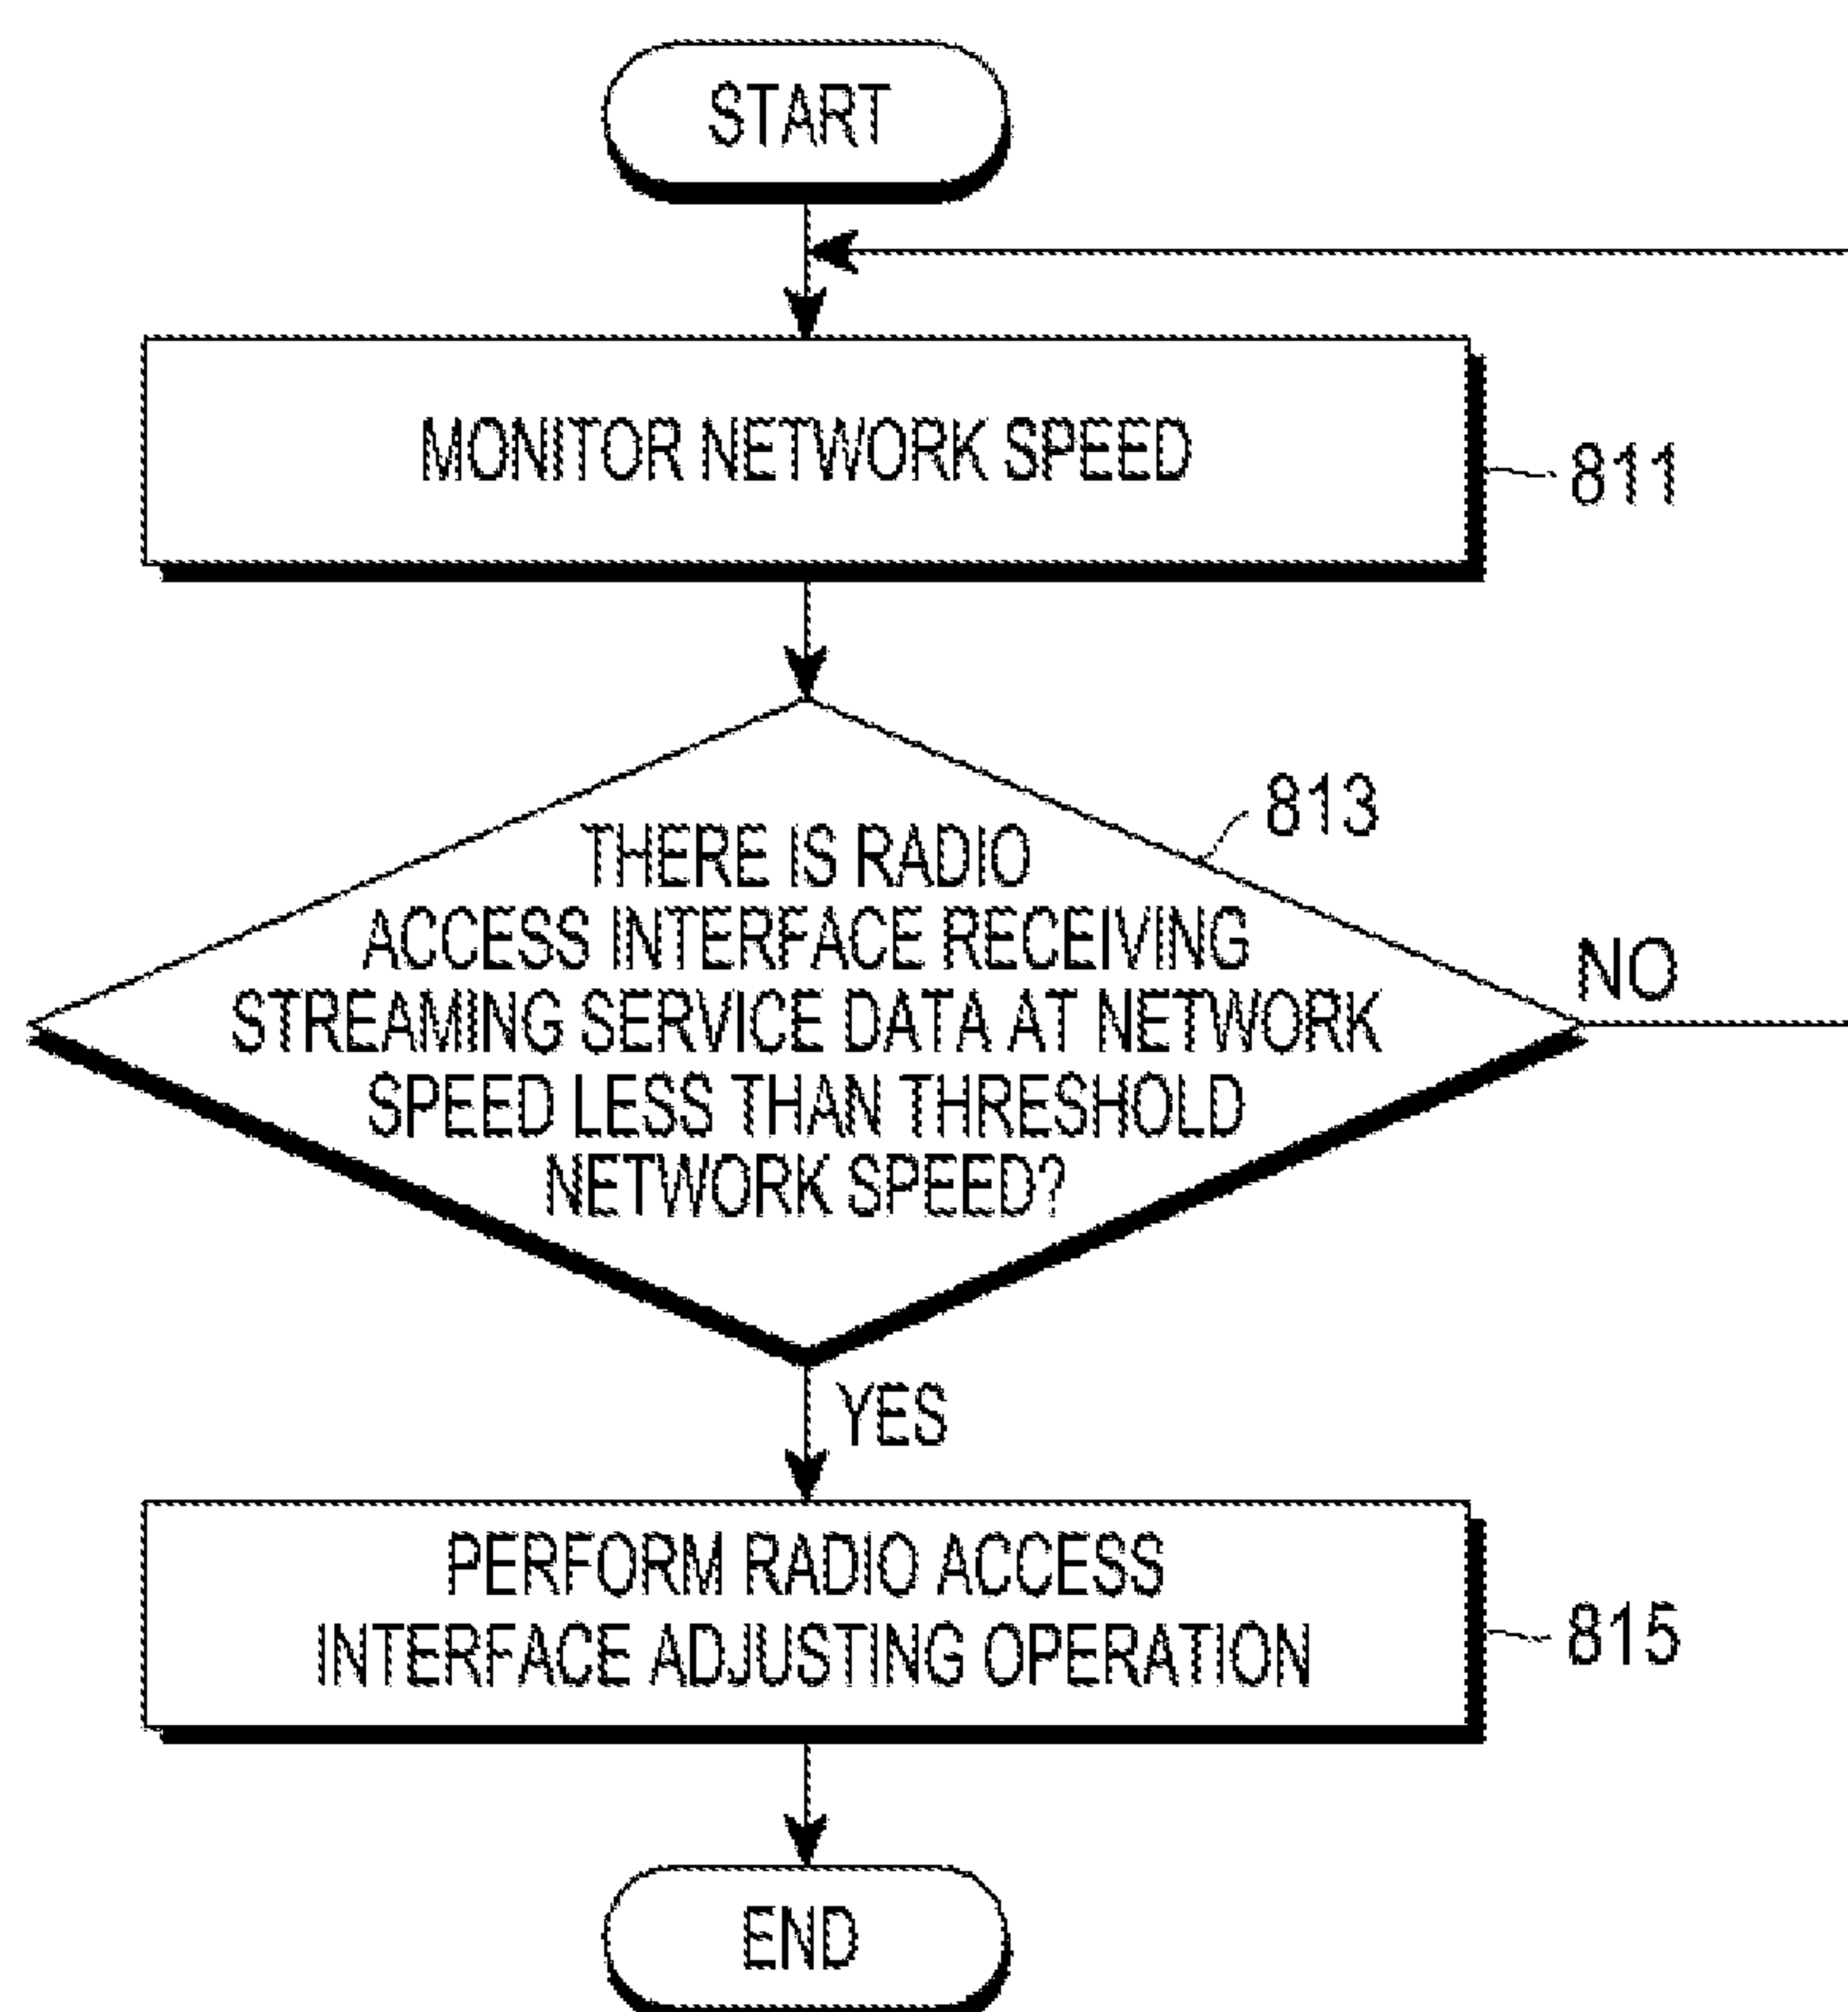 START
MONITOR NETWORK SPEED
811
813
THERE IS RADIO
ACCESS INTERFACE RECEIVING
STREAMING SERVICE DATA AT NETWORK
SPEED LESS THAN THRESHOLD
NETWORK SPEED?
NO
YES
PERFORM RADIO ACCESS
INTERFACE ADJUSTING OPERATION
815
END